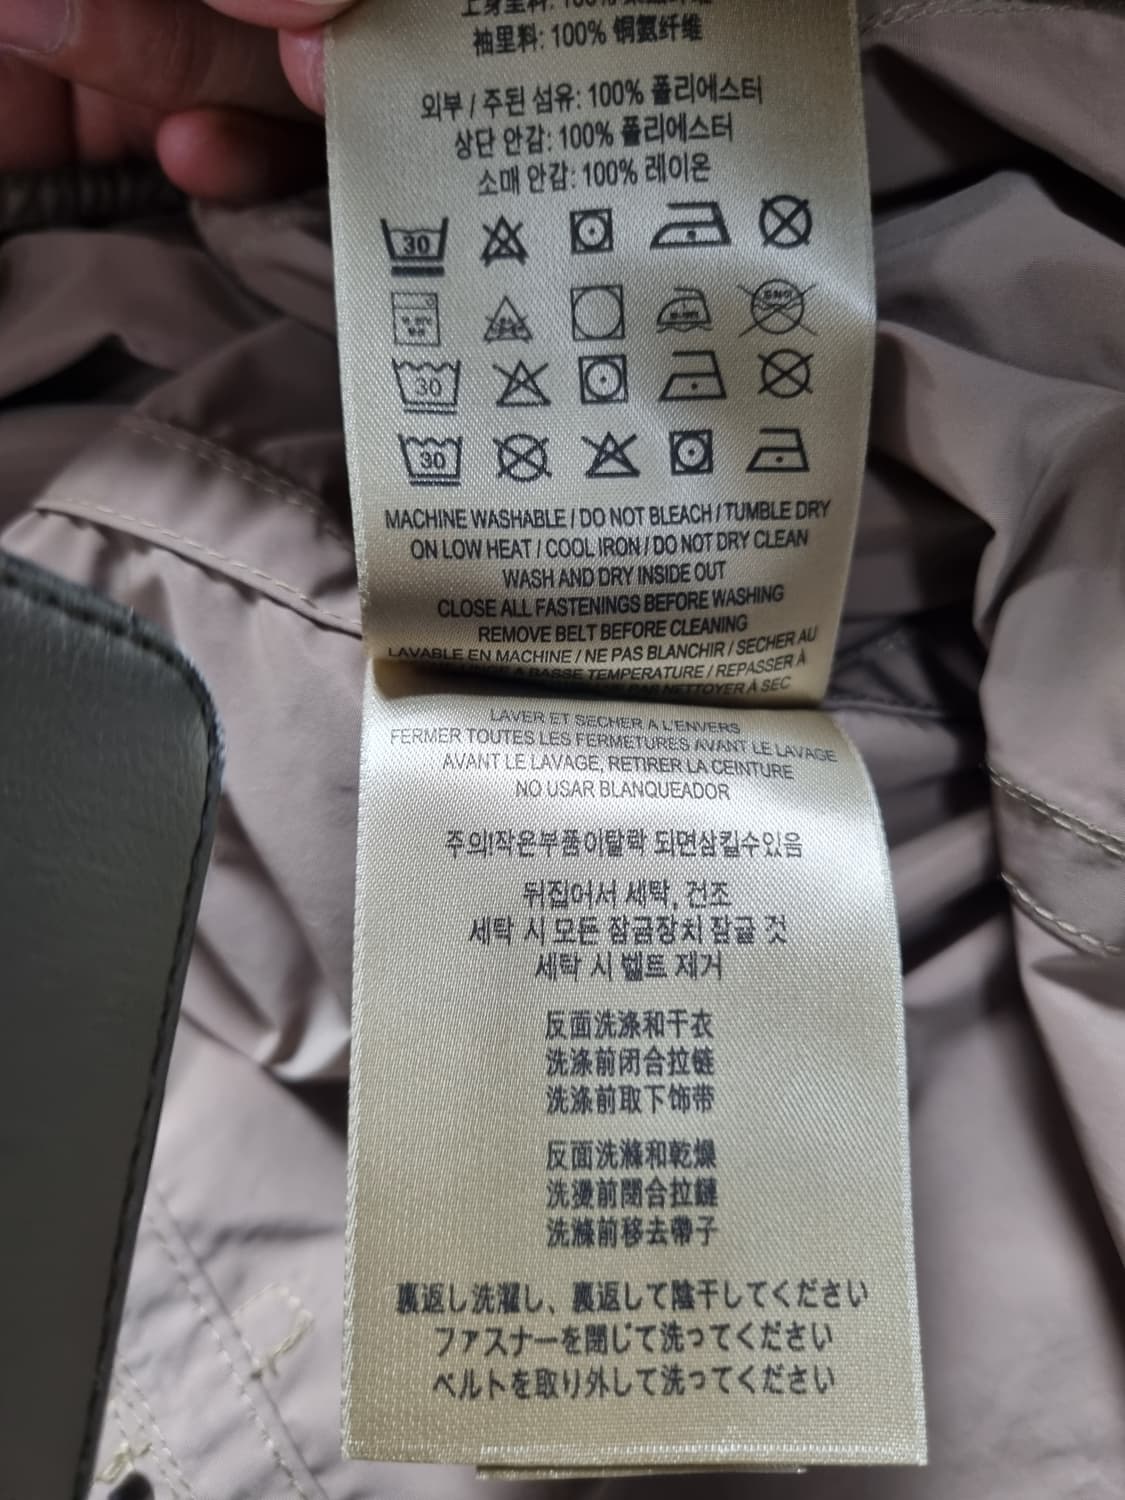 袖里料: 100% 铜氨纤维
외부 / 주된 섬유: 100% 폴리에스터
상단 안감: 100% 폴리에스터
소매 안감: 100% 레이온
30
30
30
MACHINE WASHABLE / DO NOT BLEACH / TUMBLE DRY
ON LOW HEAT / COOL IRON / DO NOT DRY CLEAN
WASH AND DRY INSIDE OUT
CLOSE ALL FASTENINGS BEFORE WASHING
REMOVE BELT BEFORE CLEANING
LAVABLE EN MACHINE / NE PAS BLANCHIR / SECHER AU
A BASSE TEMPERATURE / REPASSER À
PAS NETTOYER À SEC
LAVER ET SECHER A L'ENVERS
FERMER TOUTES LES FERMETURES AVANT LE LAVAGE
AVANT LE LAVAGE, RETIRER LA CEINTURE
NO USAR BLANQUEADOR
주의!작은부품이탈락 되면삼킬수있음
뒤집어서 세탁, 건조
세탁 시 모든 잠금장치 잠글 것
세탁 시 벨트 제거
反面洗涤和干衣
洗涤前闭合拉链
洗涤前取下饰带
反面洗滌和乾燥
洗燙前閉合拉鏈
洗滌前移去帶子
裏返し洗濯し、裏返して陰干してください
ファスナーを閉じて洗ってください
ベルトを取り外して洗ってください